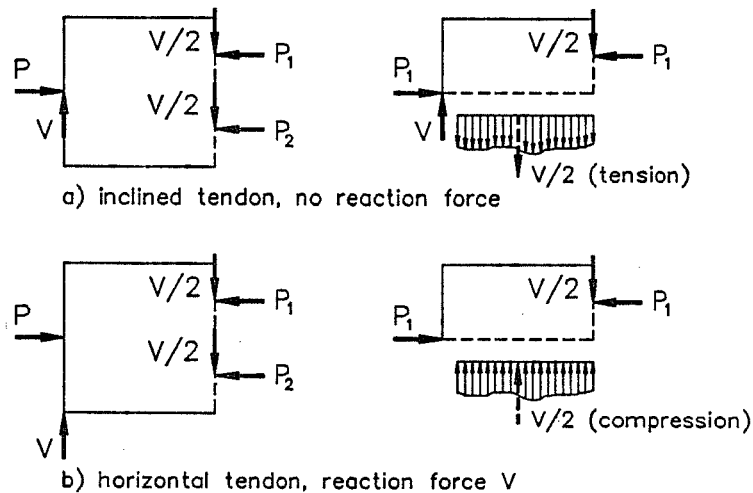 V/2
P₁
P
V/2
V
P₂
V/2
P₁
P₁
V
V/2 (tension)
a) inclined tendon, no reaction force
V/2
P₁
P
V/2
P₂
V
V/2
P₁
P₁
V/2 (compression)
b) horizontal tendon, reaction force V